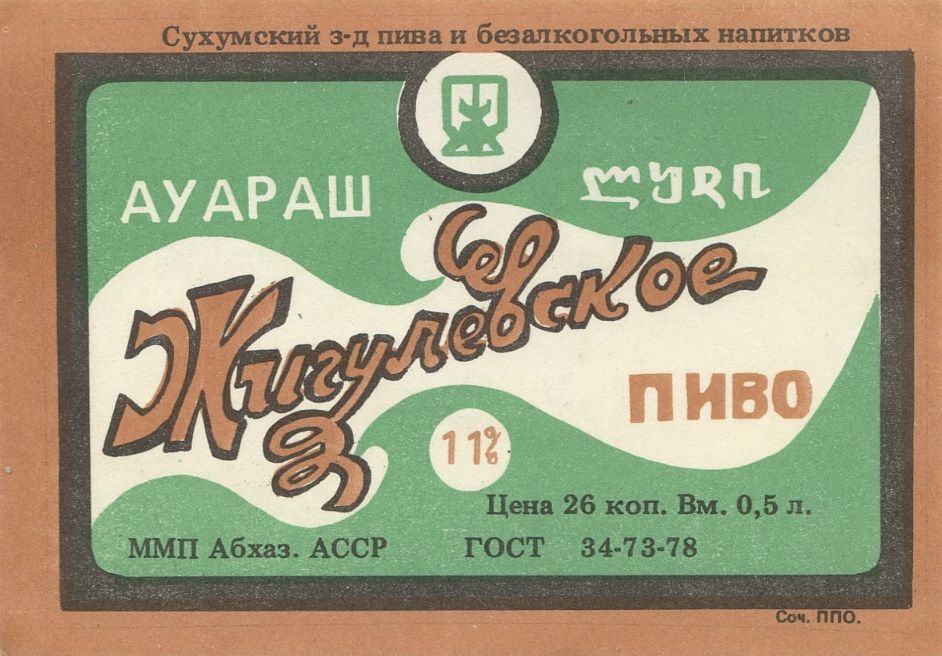 Сухумский з-д пива и безалкогольных напитков
АУАРАШ
ლუდი
Жигулевское
ПИВО
11%
Цена 26 коп. Вм. 0,5 л.
ММП Абхаз. АССР ГОСТ 34-73-78
Соч. ППО.